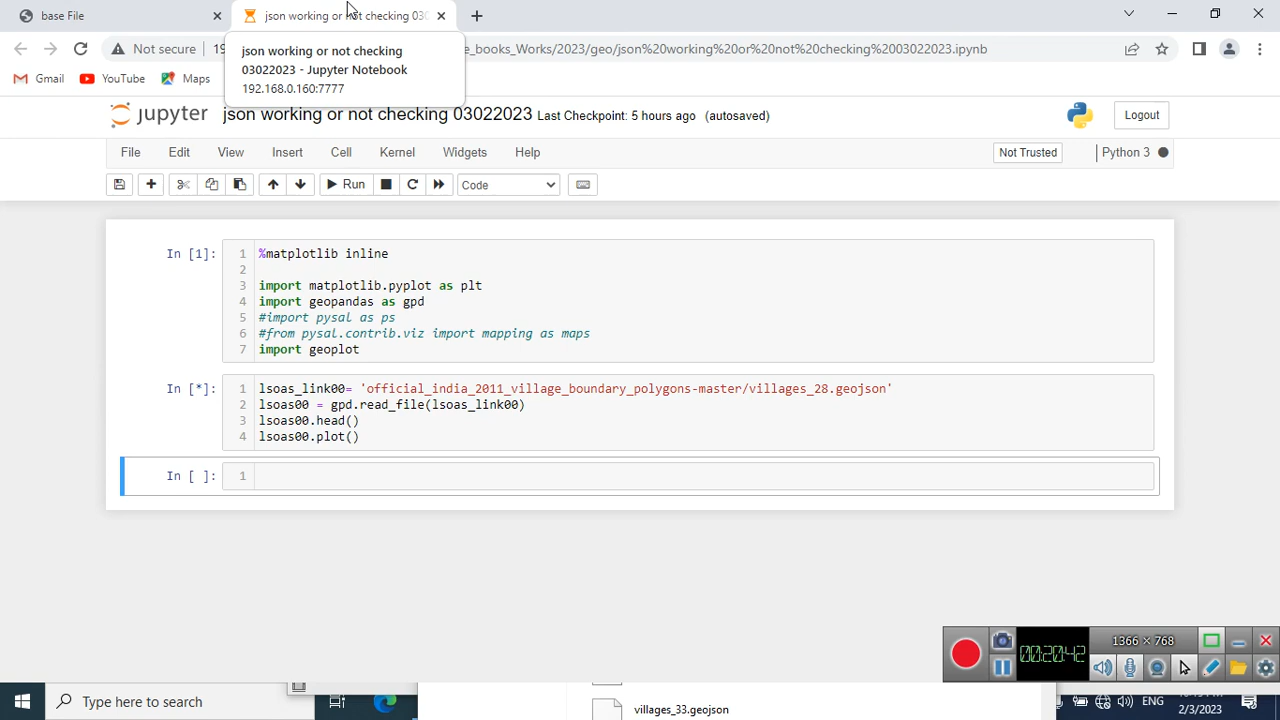 base File
json working or not checking 030
json working or not checking
03022023 - Jupyter Notebook
192.168.0.160:7777
Not secure
19
e_books_Works/2023/geo/json%20working%20or%20not%20checking%2003022023.ipynb
Gmail
YouTube
Maps
jupyter
json working or not checking 03022023
Last Checkpoint: 5 hours ago (autosaved)
Logout
File
Edit
View
Insert
Cell
Kernel
Widgets
Help
Not Trusted
Python 3
Run
Code
In [1]:
1 %matplotlib inline
2
3 import matplotlib.pyplot as plt
4 import geopandas as gpd
5 #import pysal as ps
6 #from pysal.contrib.viz import mapping as maps
7 import geoplot
In [*]:
1 lsoas_link00= 'official_india_2011_village_boundary_polygons-master/villages_28.geojson'
2 lsoas00 = gpd.read_file(lsoas_link00)
3 lsoas00.head()
4 lsoas00.plot()
In [ ]:
1
1366 × 768
00:20:42
Type here to search
villages_33.geojson
ENG
2/3/2023